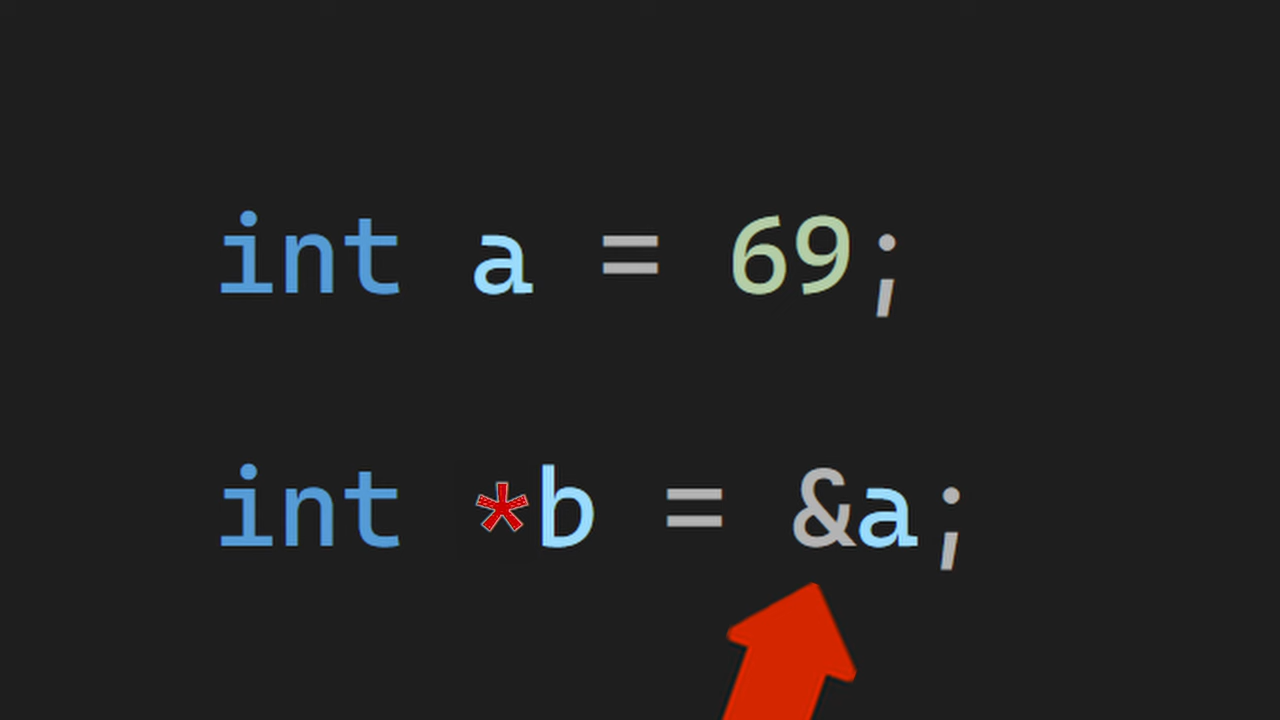 int a = 69;
int *b = &a;